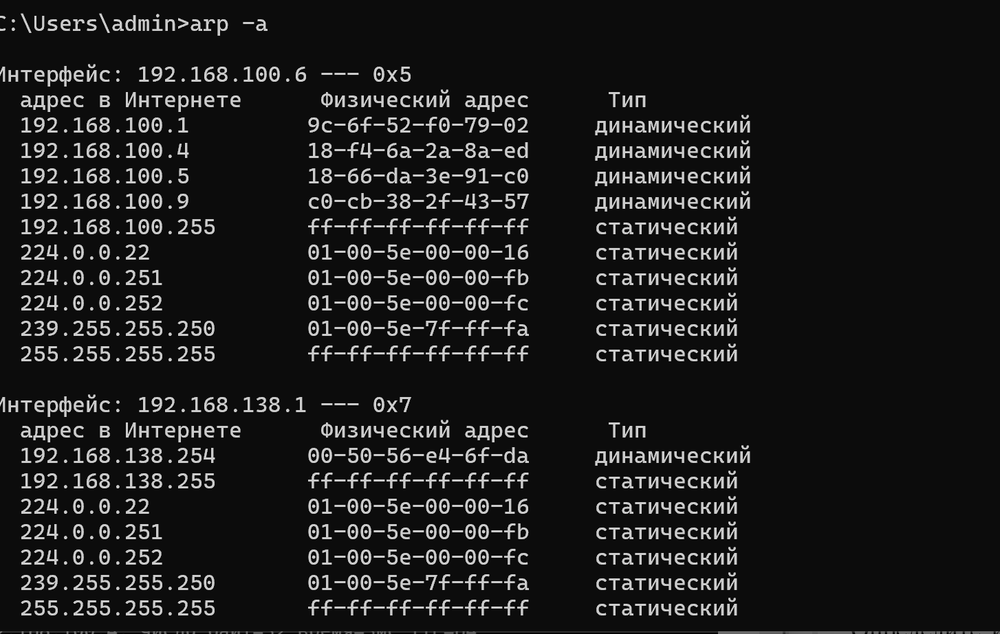 C:\Users\admin>arp -a
Интерфейс: 192.168.100.6 --- 0x5
адрес в Интернете Физический адрес Тип
192.168.100.1 9c-6f-52-f0-79-02 динамический
192.168.100.4 18-f4-6a-2a-8a-ed динамический
192.168.100.5 18-66-da-3e-91-c0 динамический
192.168.100.9 c0-cb-38-2f-43-57 динамический
192.168.100.255 ff-ff-ff-ff-ff-ff статический
224.0.0.22 01-00-5e-00-00-16 статический
224.0.0.251 01-00-5e-00-00-fb статический
224.0.0.252 01-00-5e-00-00-fc статический
239.255.255.250 01-00-5e-7f-ff-fa статический
255.255.255.255 ff-ff-ff-ff-ff-ff статический
Интерфейс: 192.168.138.1 --- 0x7
адрес в Интернете Физический адрес Тип
192.168.138.254 00-50-56-e4-6f-da динамический
192.168.138.255 ff-ff-ff-ff-ff-ff статический
224.0.0.22 01-00-5e-00-00-16 статический
224.0.0.251 01-00-5e-00-00-fb статический
224.0.0.252 01-00-5e-00-00-fc статический
239.255.255.250 01-00-5e-7f-ff-fa статический
255.255.255.255 ff-ff-ff-ff-ff-ff статический